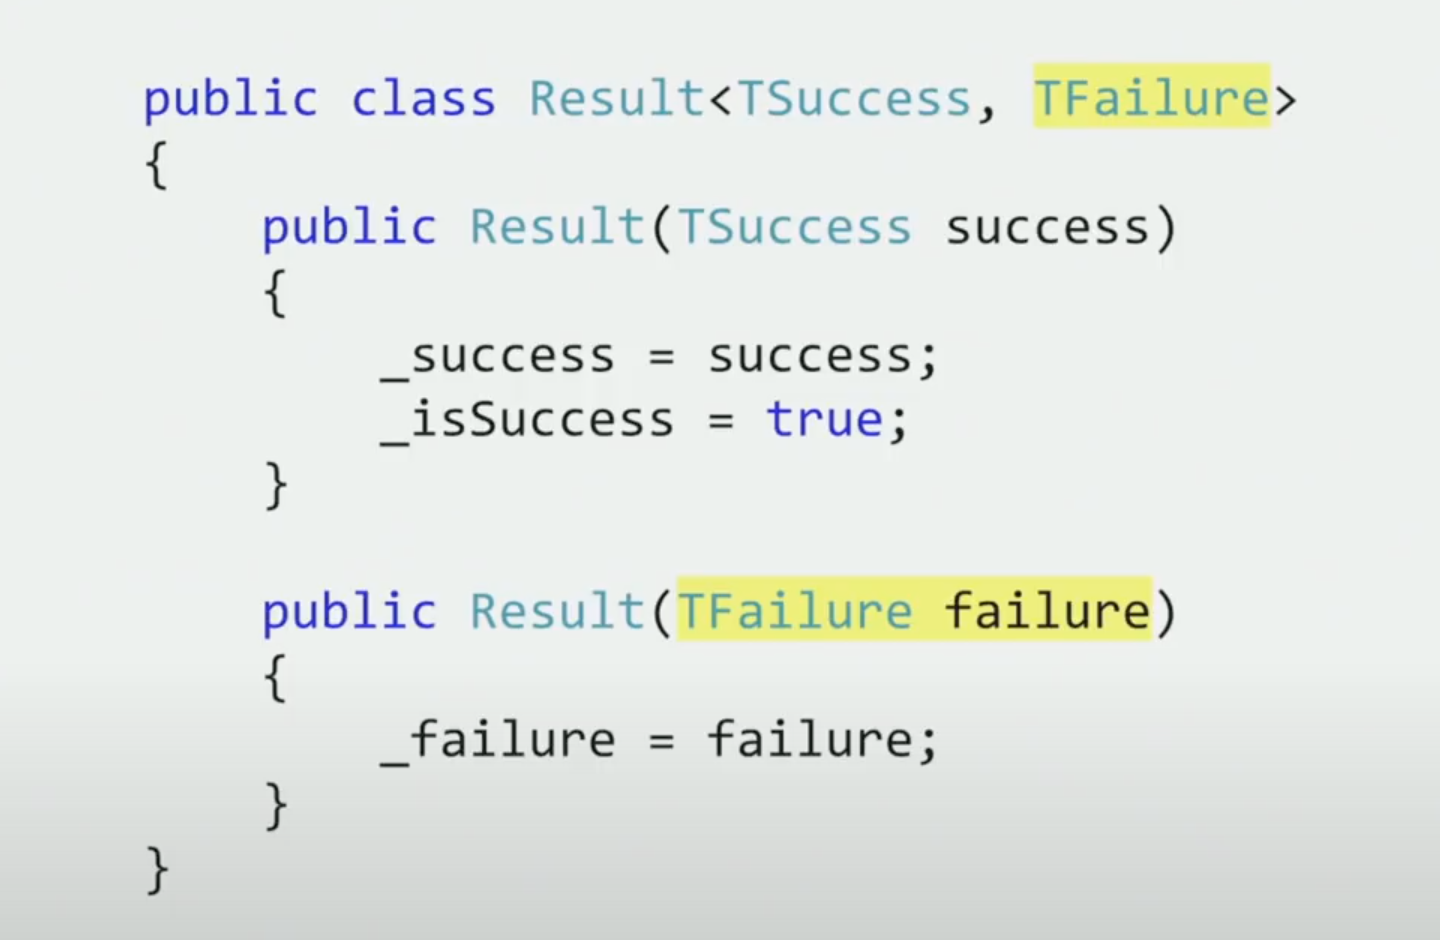 public class Result<TSuccess, TFailure>
{
public Result(TSuccess success)
{
_success = success;
_isSuccess = true;
}
public Result(TFailure failure)
{
_failure = failure;
}
}